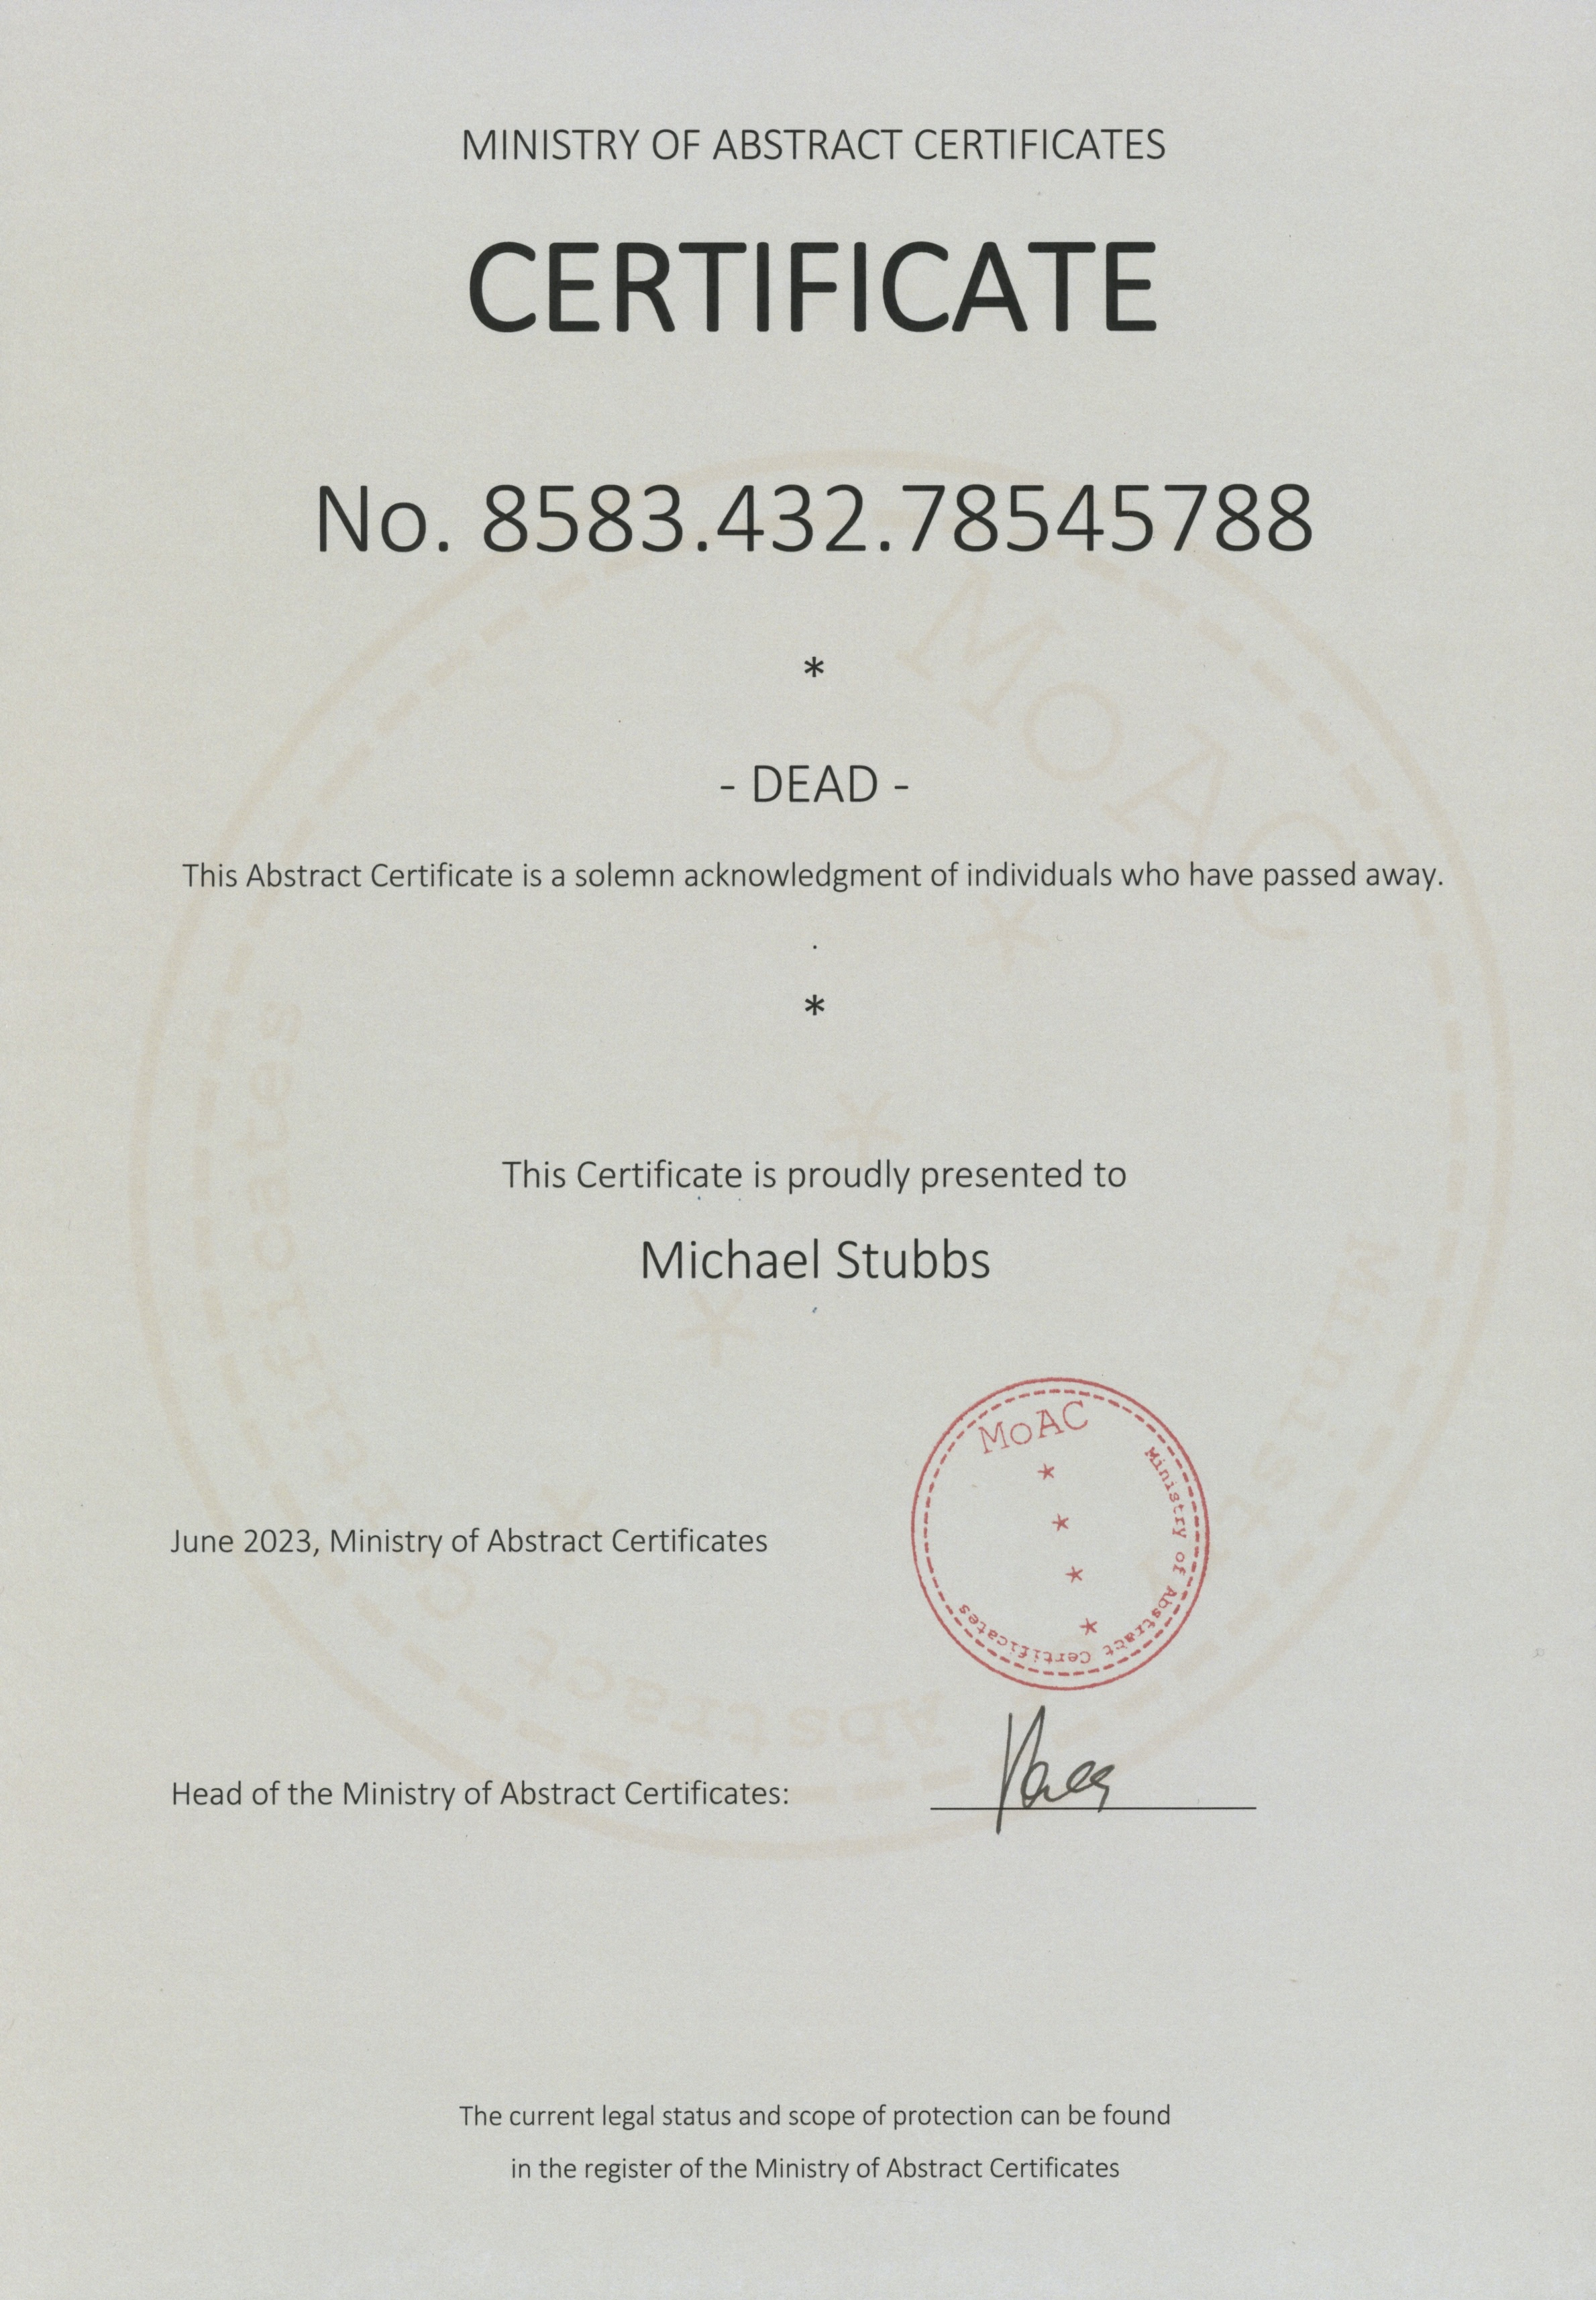 MINISTRY OF ABSTRACT CERTIFICATES
CERTIFICATE
No. 8583.432.78545788
*
- DEAD -
This Abstract Certificate is a solemn acknowledgment of individuals who have passed away.
.
*
This Certificate is proudly presented to
Michael Stubbs
MoAC
Ministry of Abstract Certificates
June 2023, Ministry of Abstract Certificates
Head of the Ministry of Abstract Certificates:
The current legal status and scope of protection can be found
in the register of the Ministry of Abstract Certificates